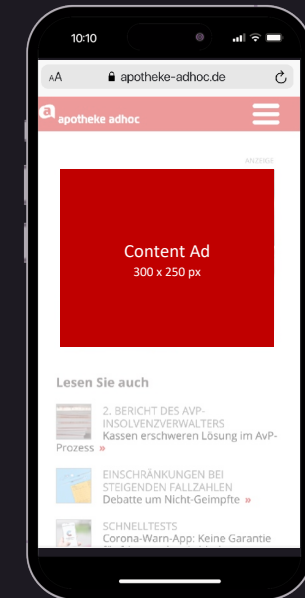 10:10
AA apotheke-adhoc.de
a apotheke adhoc
ANZEIGE
Content Ad
300 x 250 px
Lesen Sie auch
2. BERICHT DES AVP-
INSOLVENZVERWALTERS
Kassen erschweren Lösung im AvP-
Prozess »
EINSCHRÄNKUNGEN BEI
STEIGENDEN FALLZAHLEN
Debatte um Nicht-Geimpfte »
SCHNELLTESTS
Corona-Warn-App: Keine Garantie